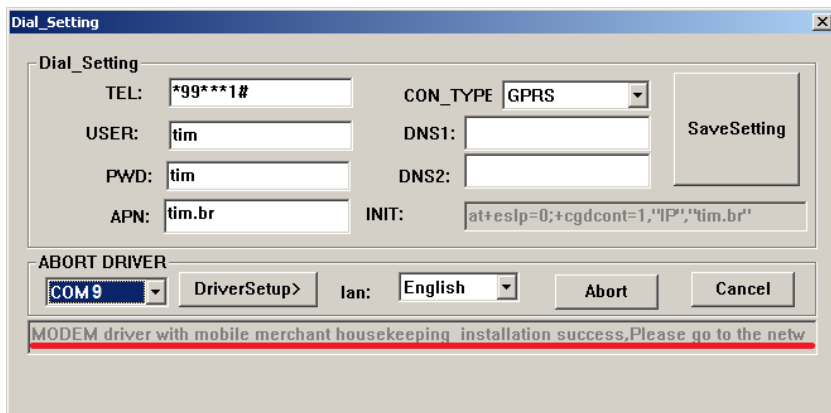 Dial_Setting
Dial_Setting
TEL: *99***1# CON_TYPE GPRS
USER: tim DNS1: SaveSetting
PWD: tim DNS2:
APN: tim.br INIT: at+eslp=0;+cgdcont=1,"IP","tim.br"
ABORT DRIVER
COM 9 DriverSetup> lan: English Abort Cancel
MODEM driver with mobile merchant housekeeping installation success,Please go to the netw